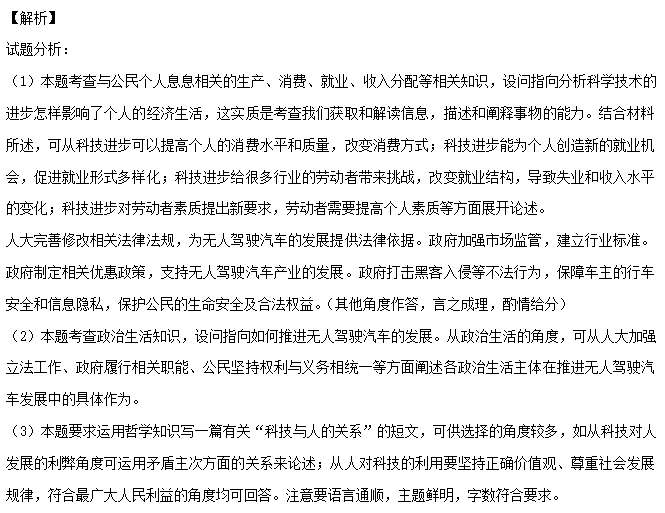 【解析】
试题分析：
（1）本题考查与公民个人息息相关的生产、消费、就业、收入分配等相关知识，设问指向分析科学技术的
进步怎样影响了个人的经济生活，这实质是考查我们获取和解读信息，描述和阐释事物的能力。结合材料
所述，可从科技进步可以提高个人的消费水平和质量，改变消费方式；科技进步能为个人创造新的就业机
会，促进就业形式多样化；科技进步给很多行业的劳动者带来挑战，改变就业结构，导致失业和收入水平
的变化；科技进步对劳动者素质提出新要求，劳动者需要提高个人素质等方面展开论述。
人大完善修改相关法律法规，为无人驾驶汽车的发展提供法律依据。政府加强市场监管，建立行业标准。
政府制定相关优惠政策，支持无人驾驶汽车产业的发展。政府打击黑客入侵等不法行为，保障车主的行车
安全和信息隐私，保护公民的生命安全及合法权益。（其他角度作答，言之成理，酌情给分）
（2）本题考查政治生活知识，设问指向如何推进无人驾驶汽车的发展。从政治生活的角度，可从人大加强
立法工作、政府履行相关职能、公民坚持权利与义务相统一等方面阐述各政治生活主体在推进无人驾驶汽
车发展中的具体作为。
（3）本题要求运用哲学知识写一篇有关“科技与人的关系”的短文，可供选择的角度较多，如从科技对人
发展的利弊角度可运用矛盾主次方面的关系来论述；从人对科技的利用要坚持正确价值观、尊重社会发展
规律，符合最广大人民利益的角度均可回答。注意要语言通顺，主题鲜明，字数符合要求。